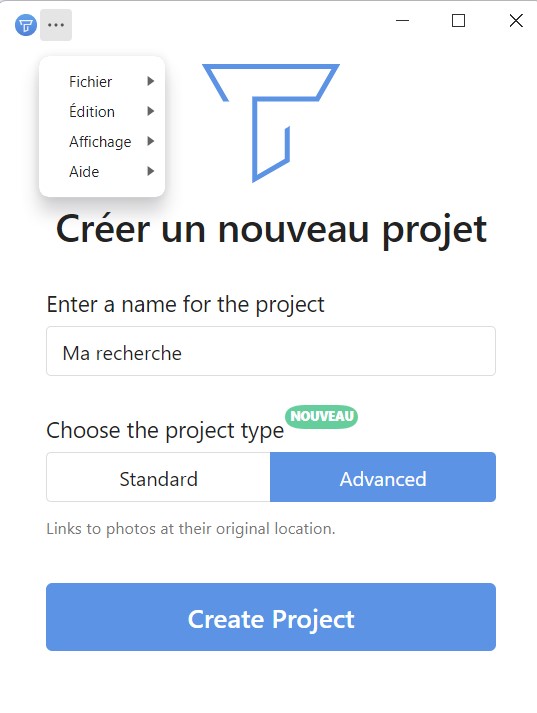 Fichier
Édition
Affichage
Aide
Créer un nouveau projet
Enter a name for the project
Ma recherche
Choose the project type
NOUVEAU
Standard
Advanced
Links to photos at their original location.
Create Project